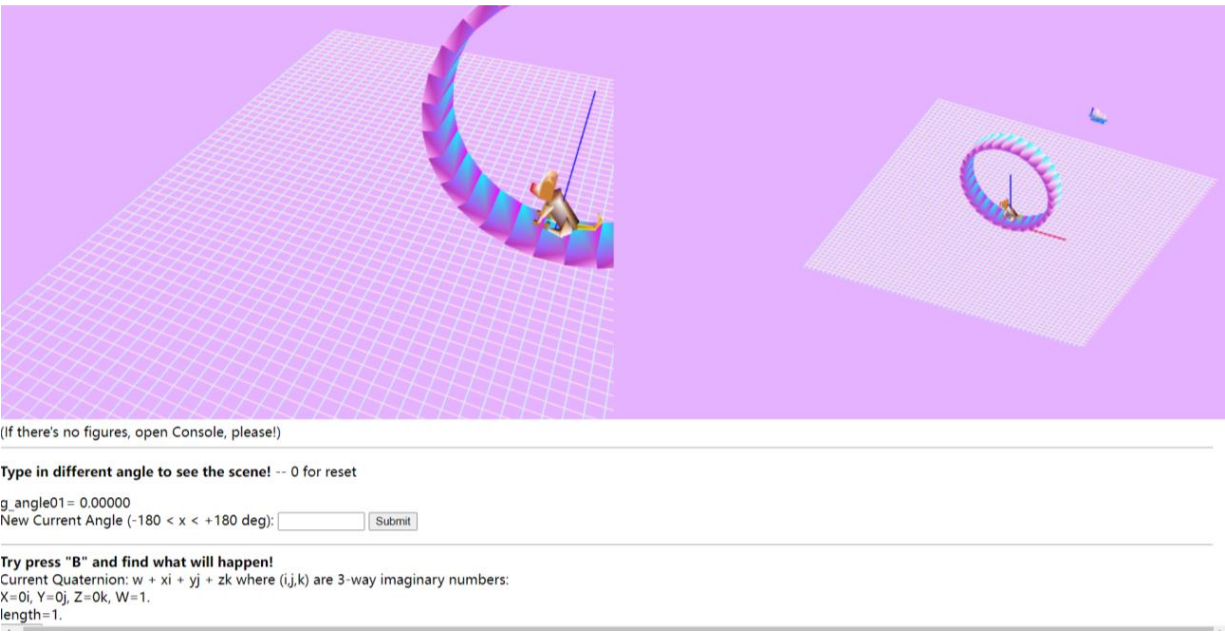 (If there's no figures, open Console, please!)
Type in different angle to see the scene! -- 0 for reset
g_angle01= 0.00000
New Current Angle (-180 < x < +180 deg): Submit
Try press "B" and find what will happen!
Current Quaternion: w + xi + yj + zk where (i,j,k) are 3-way imaginary numbers:
X=0i, Y=0j, Z=0k, W=1.
length=1.